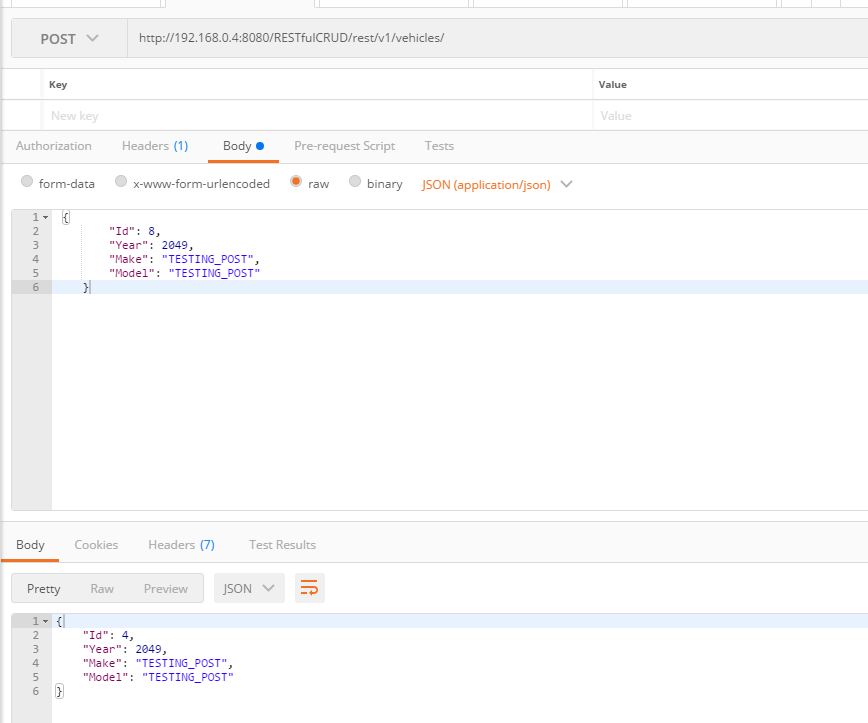 POST http://192.168.0.4:8080/RESTfulCRUD/rest/v1/vehicles/
Key Value
New key Value
Authorization Headers (1) Body Pre-request Script Tests
form-data x-www-form-urlencoded raw binary JSON (application/json)
1 {
2 "Id": 8,
3 "Year": 2049,
4 "Make": "TESTING_POST",
5 "Model": "TESTING_POST"
6 }
Body Cookies Headers (7) Test Results
Pretty Raw Preview JSON
1 {
2 "Id": 4,
3 "Year": 2049,
4 "Make": "TESTING_POST",
5 "Model": "TESTING_POST"
6 }